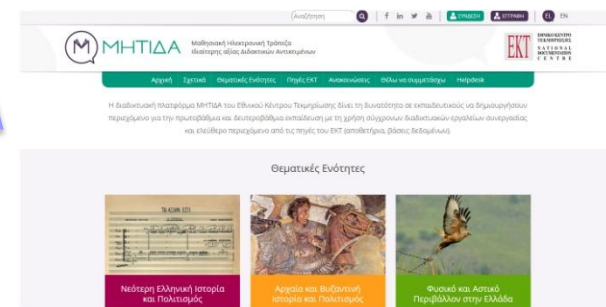 (Αναζήτηση)
ΣΥΝΔΕΣΗ
ΕΓΓΡΑΦΗ
EL EN
ΜΗΤΙΔΑ
Μαθησιακή Ηλεκτρονική Τράπεζα
Ιδιαίτερης αξίας Διδακτικών Αντικειμένων
EKT
ΕΘΝΙΚΟ ΚΕΝΤΡΟ
ΤΕΚΜΗΡΙΩΣΗΣ
NATIONAL
DOCUMENTATION
CENTRE
Αρχική Σχετικά Θεματικές Ενότητες Πηγές ΕΚΤ Ανακοινώσεις Θέλω να συμμετάσχω Helpdesk
Η διαδικτυακή πλατφόρμα ΜΗΤΙΔΑ του Εθνικού Κέντρου Τεκμηρίωσης δίνει τη δυνατότητα σε εκπαιδευτικούς να δημιουργήσουν
περιεχόμενο για την πρωτοβάθμια και δευτεροβάθμια εκπαίδευση με τη χρήση σύγχρονων διαδικτυακών εργαλείων συνεργασίας
και ελεύθερο περιεχόμενο από τις πηγές του ΕΚΤ (αποθετήρια, βάσεις δεδομένων).
Θεματικές Ενότητες
Νεότερη Ελληνική Ιστορία
και Πολιτισμός
Αρχαία και Βυζαντινή
Ιστορία και Πολιτισμός
Φυσικό και Αστικό
Περιβάλλον στην Ελλάδα